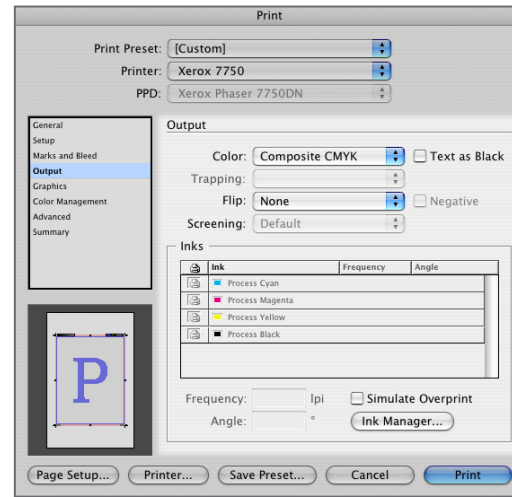 Print
Print Preset: [Custom]
Printer: Xerox 7750
PPD: Xerox Phaser 7750DN
General
Setup
Marks and Bleed
Output
Graphics
Color Management
Advanced
Summary
Output
Color: Composite CMYK Text as Black
Trapping:
Flip: None Negative
Screening: Default
Inks
Ink Frequency Angle
Process Cyan
Process Magenta
Process Yellow
Process Black
Frequency: lpi Simulate Overprint
Angle: ° Ink Manager...
P
Page Setup... Printer... Save Preset... Cancel Print